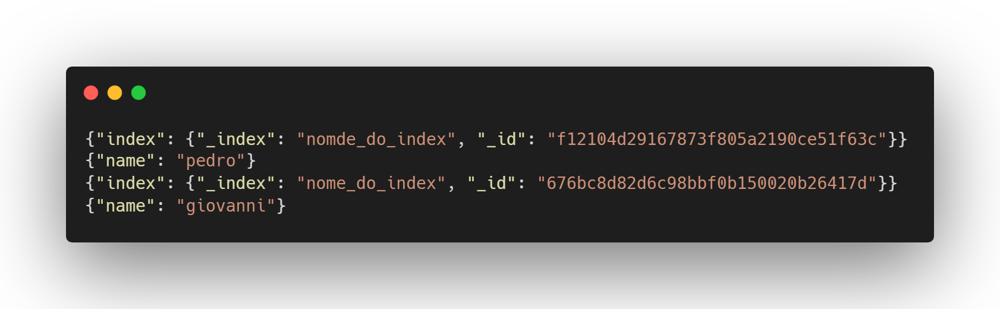 {"index": {"_index": "nomde_do_index", "_id": "f12104d29167873f805a2190ce51f63c"}}
{"name": "pedro"}
{"index": {"_index": "nome_do_index", "_id": "676bc8d82d6c98bbf0b150020b26417d"}}
{"name": "giovanni"}